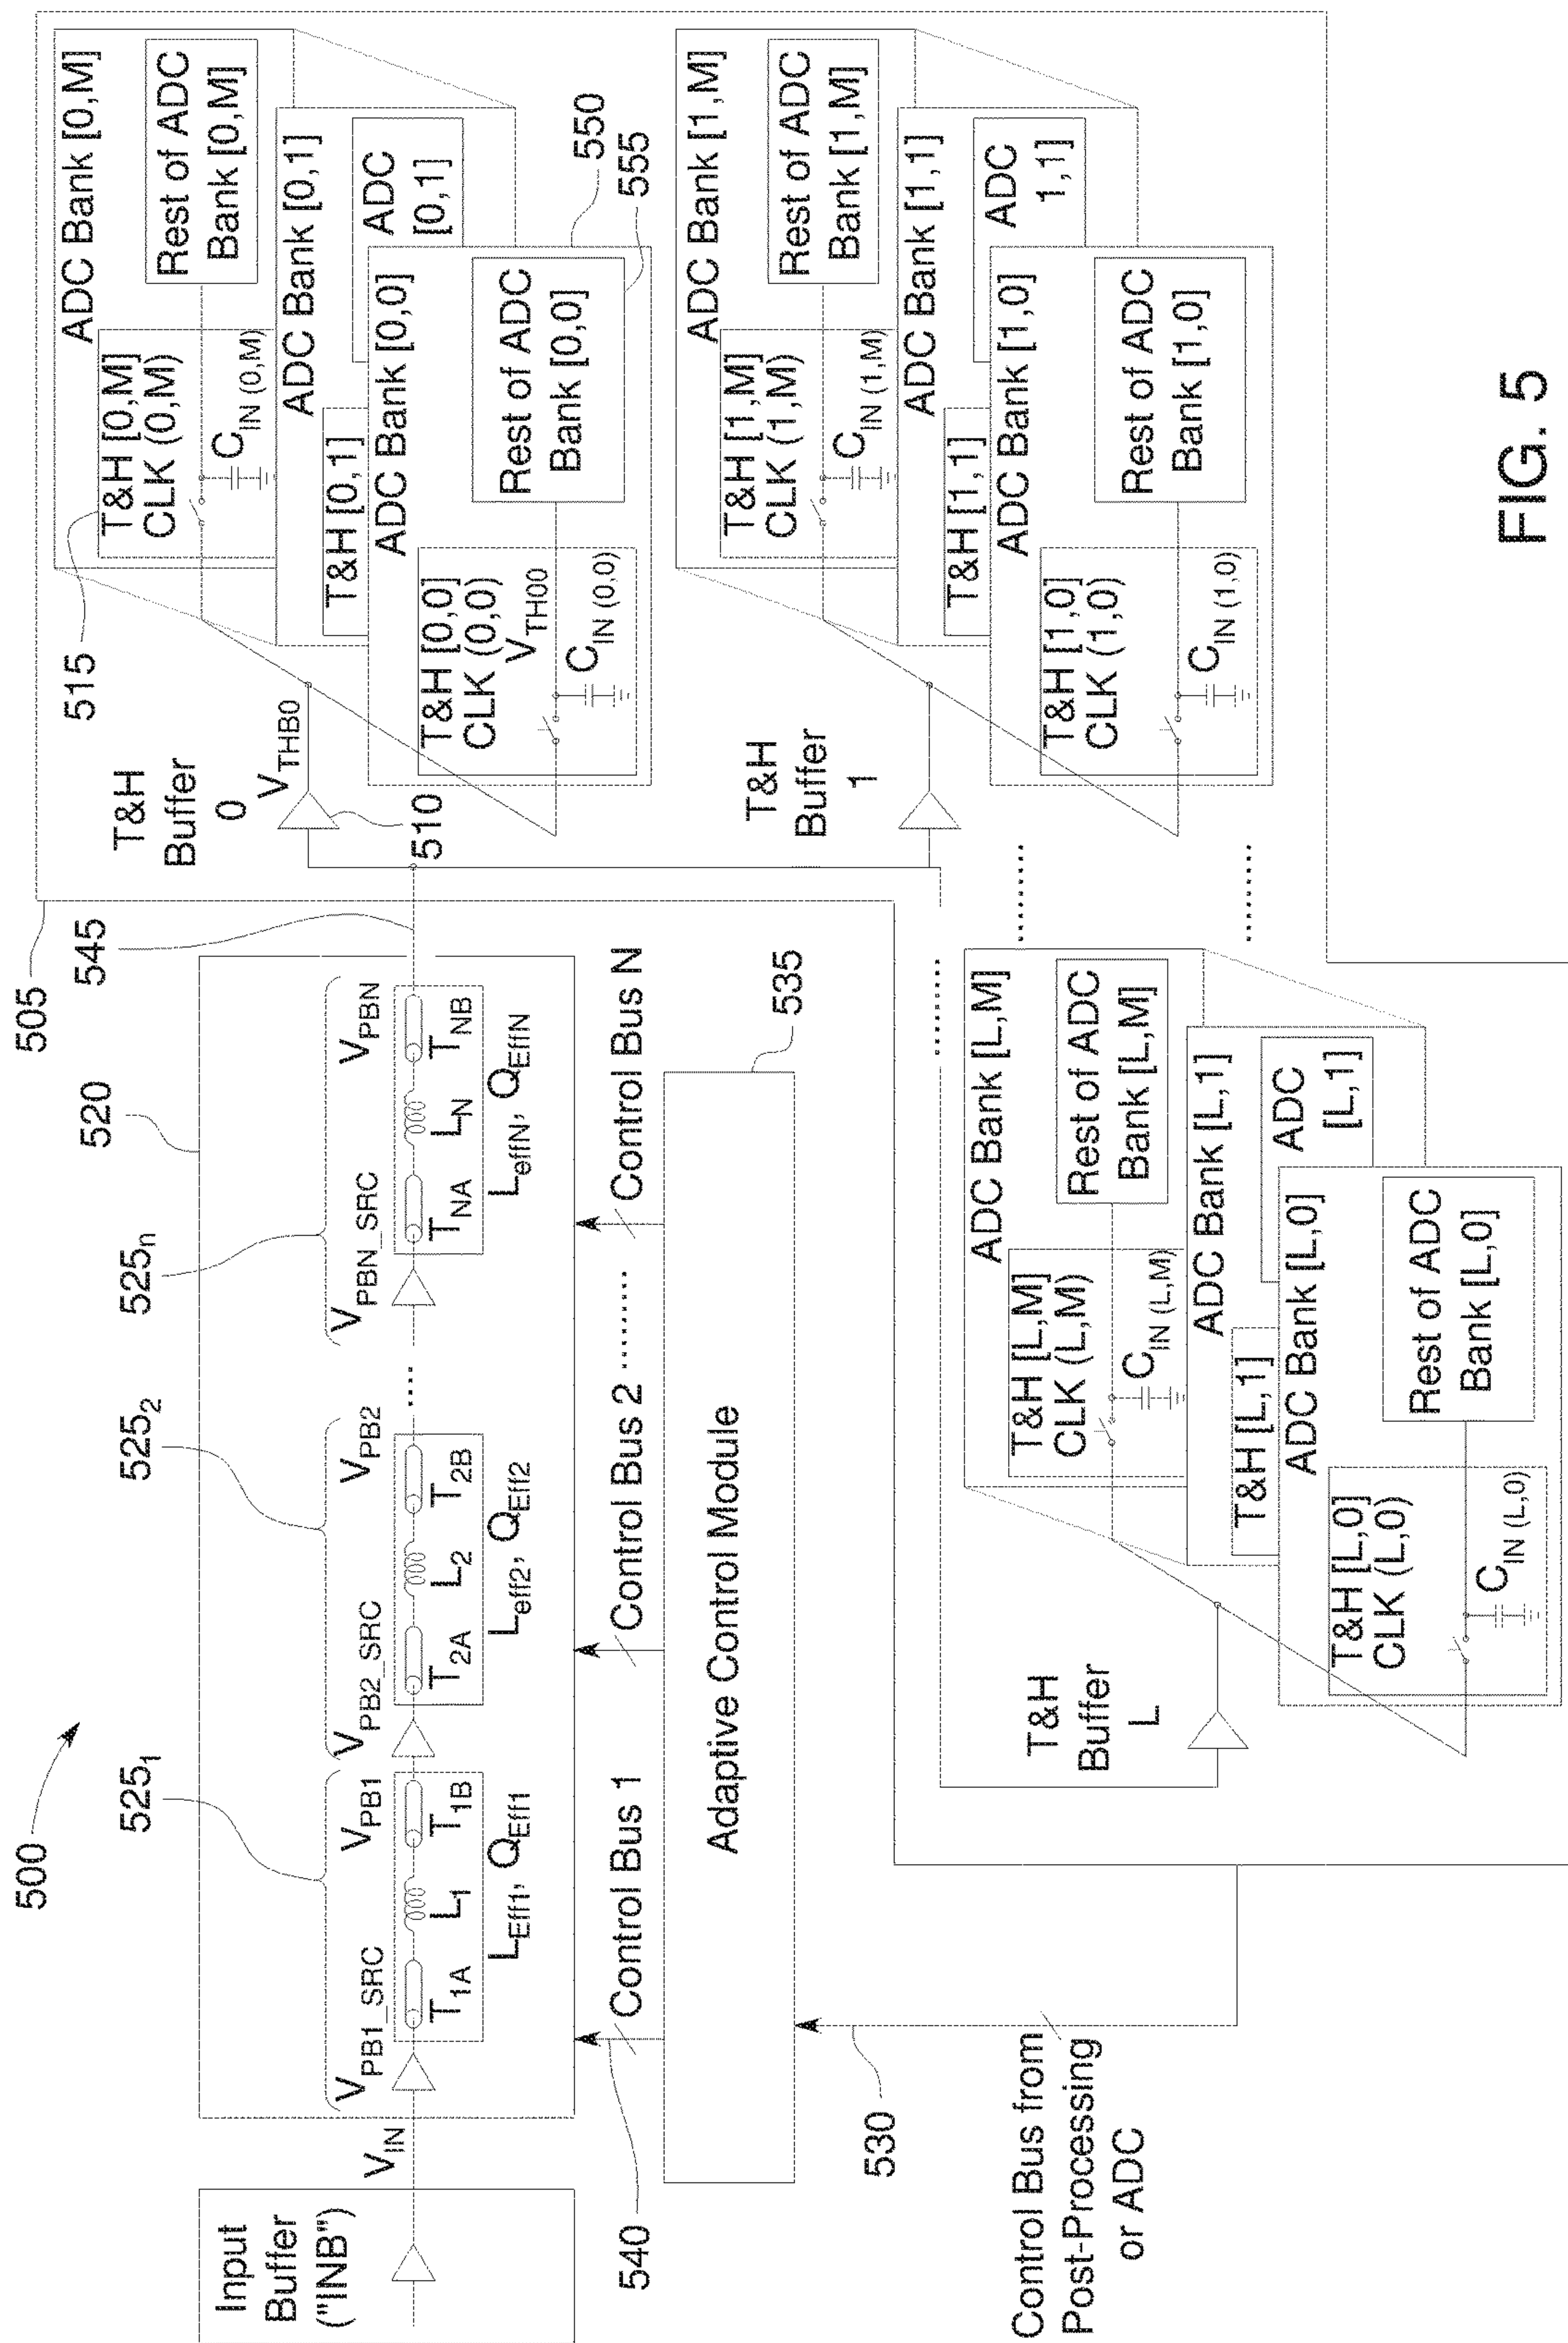 500
Input
Buffer
("INB")
V_IN
520
525_1
V_PB1_SRC
V_PB1
T_1A
L_1
T_1B
L_Eff1, Q_Eff1
525_2
V_PB2_SRC
V_PB2
T_2A
L_2
T_2B
L_eff2, Q_Eff2
....
525_n
V_PBN_SRC
V_PBN
T_NA
L_N
T_NB
L_effN, Q_EffN
545
505
540
Control Bus 1
Control Bus 2
........
Control Bus N
Adaptive Control Module
535
530
Control Bus from
Post-Processing
or ADC
T&H
Buffer
0
V_THB0
510
515
ADC Bank [0,M]
T&H [0,M]
CLK (0,M)
C_IN (0,M)
Rest of ADC
Bank [0,M]
ADC Bank [0,1]
T&H [0,1]
ADC
[0,1]
ADC Bank [0,0]
T&H [0,0]
CLK (0,0)
V_TH00
C_IN (0,0)
Rest of ADC
Bank [0,0]
550
555
T&H
Buffer
1
ADC Bank [1,M]
T&H [1,M]
CLK (1,M)
C_IN (1,M)
Rest of ADC
Bank [1,M]
ADC Bank [1,1]
T&H [1,1]
ADC
1,1]
ADC Bank [1,0]
T&H [1,0]
CLK (1,0)
C_IN (1,0)
Rest of ADC
Bank [1,0]
........
........
........
T&H
Buffer
L
ADC Bank [L,M]
T&H [L,M]
CLK (L,M)
C_IN (L,M)
Rest of ADC
Bank [L,M]
ADC Bank [L,1]
T&H [L,1]
ADC
[L,1]
ADC Bank [L,0]
T&H [L,0]
CLK (L,0)
C_IN (L,0)
Rest of ADC
Bank [L,0]
FIG. 5